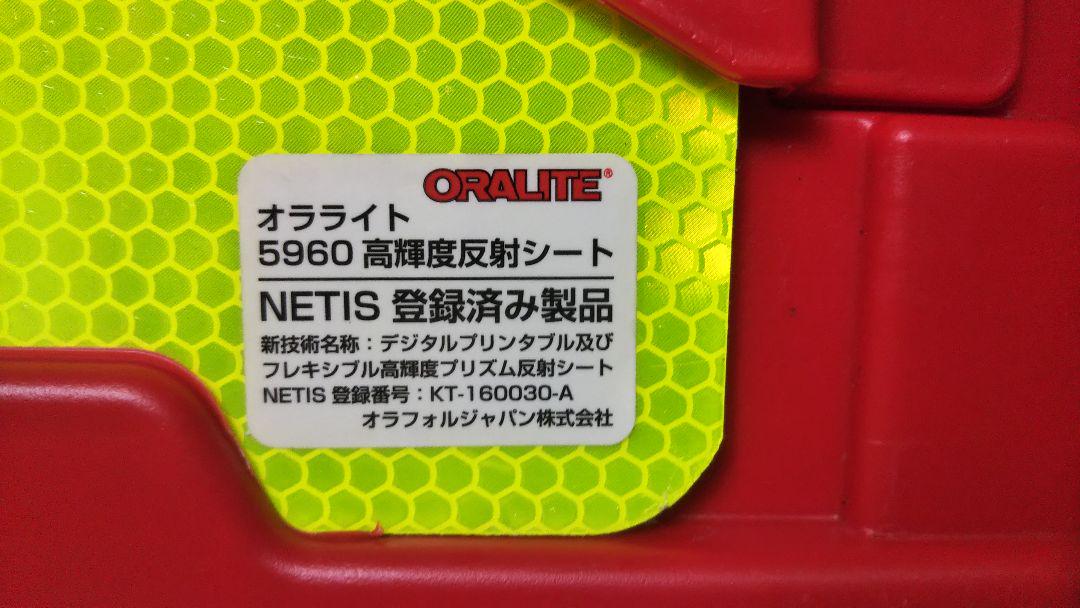 ORALITE®
オラライト
5960 高輝度反射シート
NETIS 登録済み製品
新技術名称：デジタルプリンタブル及び
フレキシブル高輝度プリズム反射シート
NETIS 登録番号：KT-160030-A
オラフォルジャパン株式会社